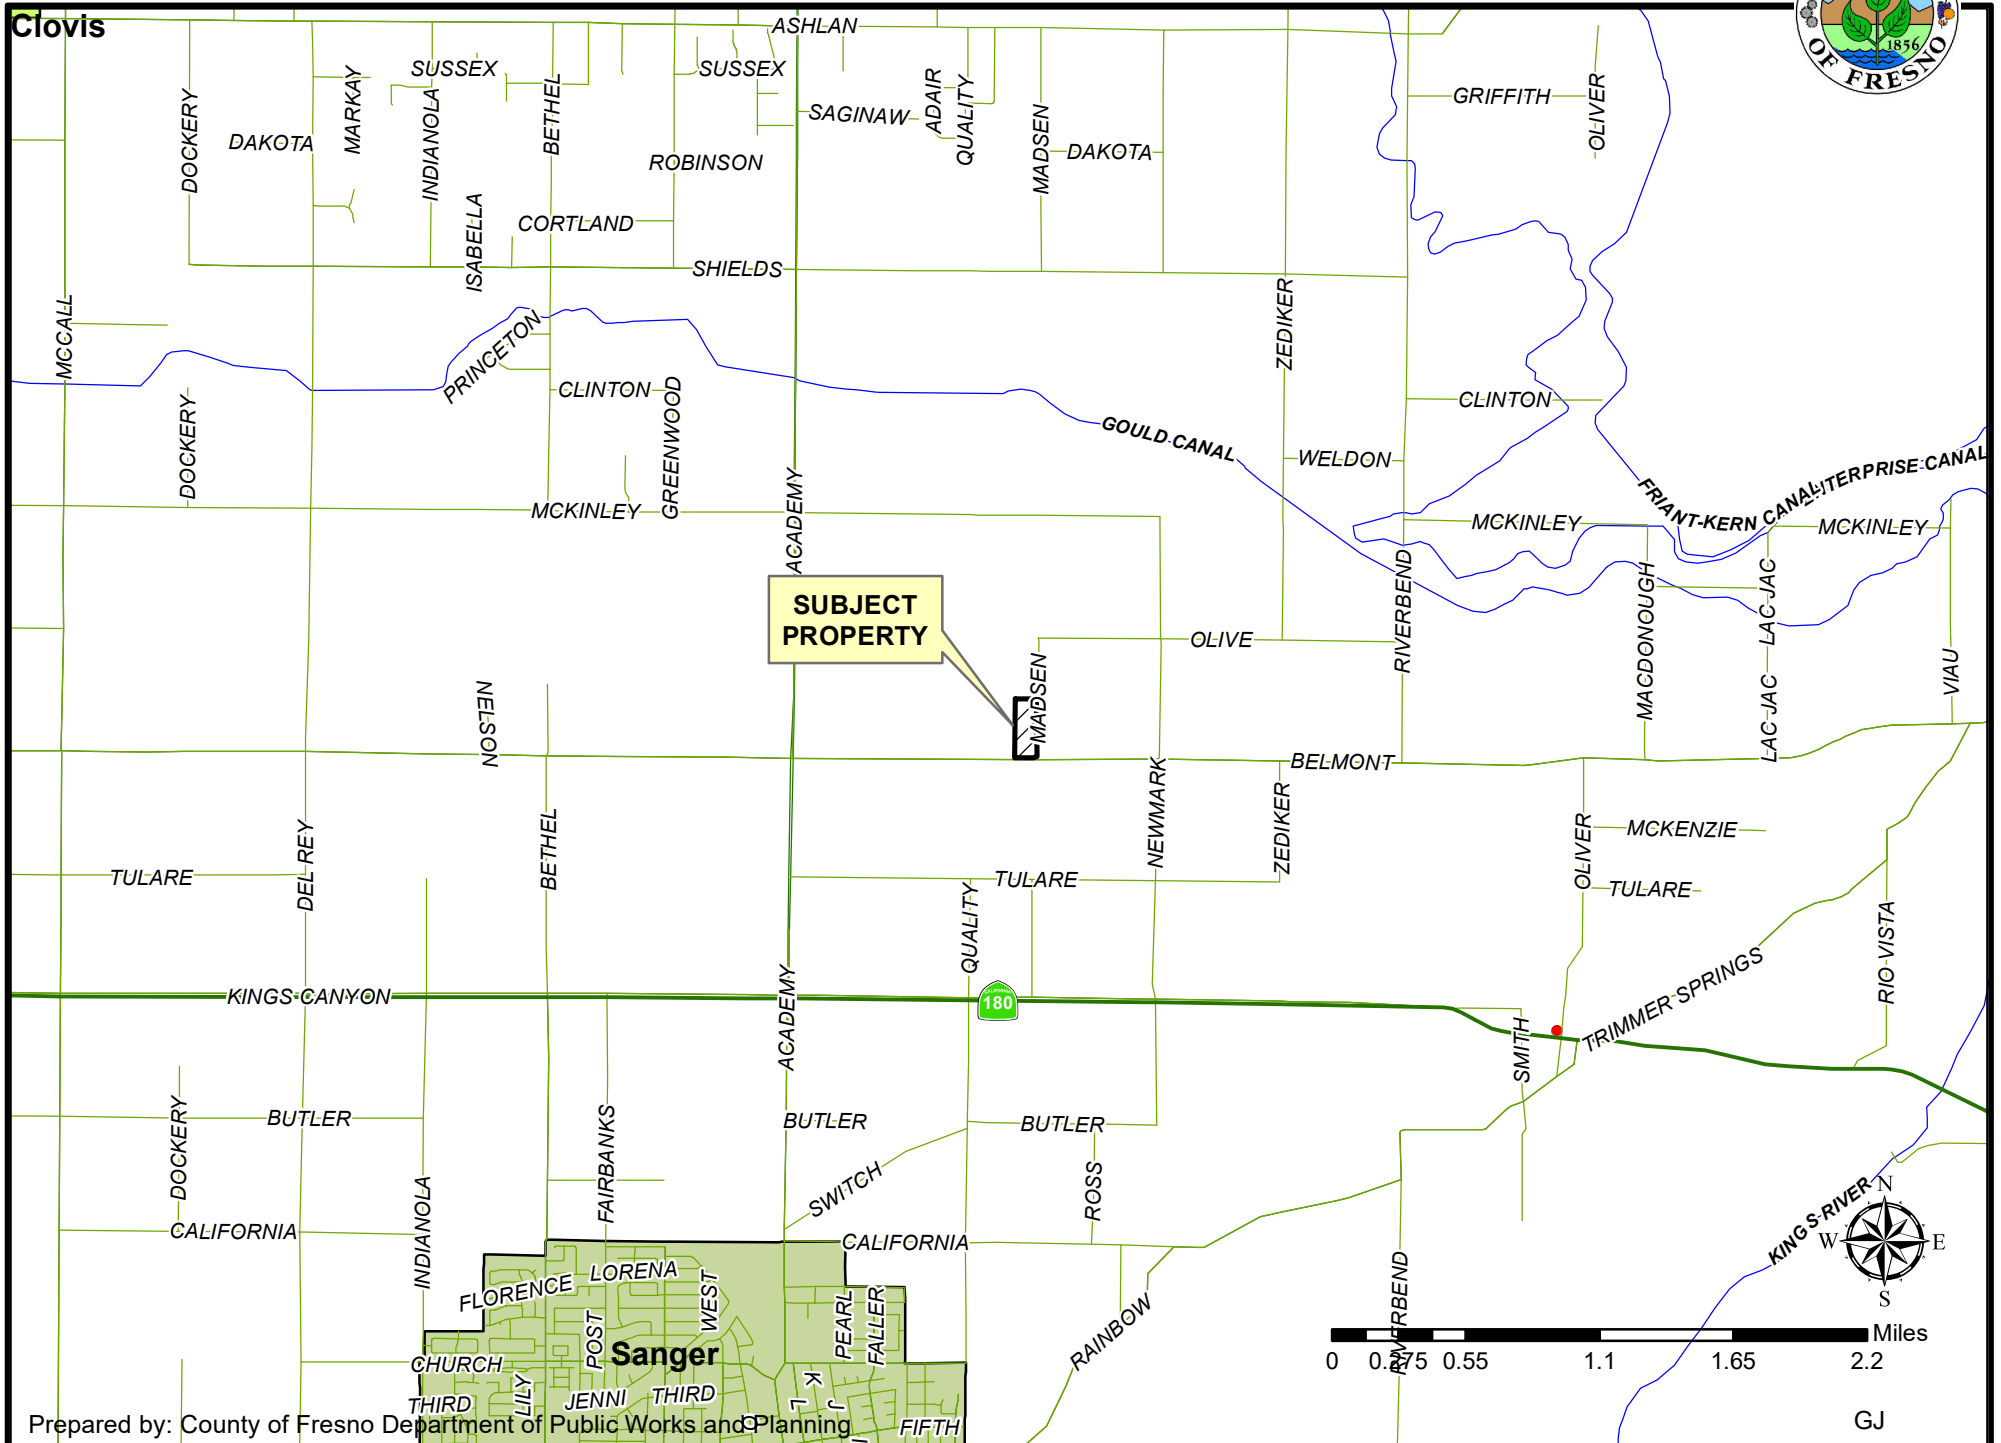 Clovis
ASHLAN
1856
OF FRESNO
SUSSEX
SUSSEX
MARKAY
BETHEL
ADAIR
QUALITY
OLIVER
GRIFFITH
DOCKERY
INDIANOLA
SAGINAW
MADSEN
DAKOTA
ROBINSON
DAKOTA
ISABELLA
CORTLAND
SHIELDS
MCCALL
PRINCETON
ZEDIKER
CLINTON
GREENWOOD
CLINTON
DOCKERY
GOULD CANAL
WELDON
FRIANT-KERN CANAL
TERPRISE CANAL
MCKINLEY
ACADEMY
MCKINLEY
MCKINLEY
SUBJECT
PROPERTY
RIVERBEND
MACDONOUGH
LAC JAC
LAC JAC
OLIVE
MADSEN
VIAU
NELSON
BELMONT
NEWMARK
ZEDIKER
DEL REY
BETHEL
OLIVER
MCKENZIE
TULARE
TULARE
TULARE
QUALITY
RIO VISTA
TRIMMER SPRINGS
KINGS CANYON
CALIFORNIA
180
ACADEMY
SMITH
DOCKERY
BUTLER
FAIRBANKS
BUTLER
BUTLER
ROSS
SWITCH
INDIANOLA
CALIFORNIA
CALIFORNIA
KINGS RIVER
N
W
E
S
FLORENCE
LORENA
WEST
PEARL
FALLER
RIVERBEND
RAINBOW
POST
Sanger
CHURCH
Miles
0 0.275 0.55 1.1 1.65 2.2
THIRD
LILY
JENNI
THIRD
K
L
J
FIFTH
Prepared by: County of Fresno Department of Public Works and Planning
GJ